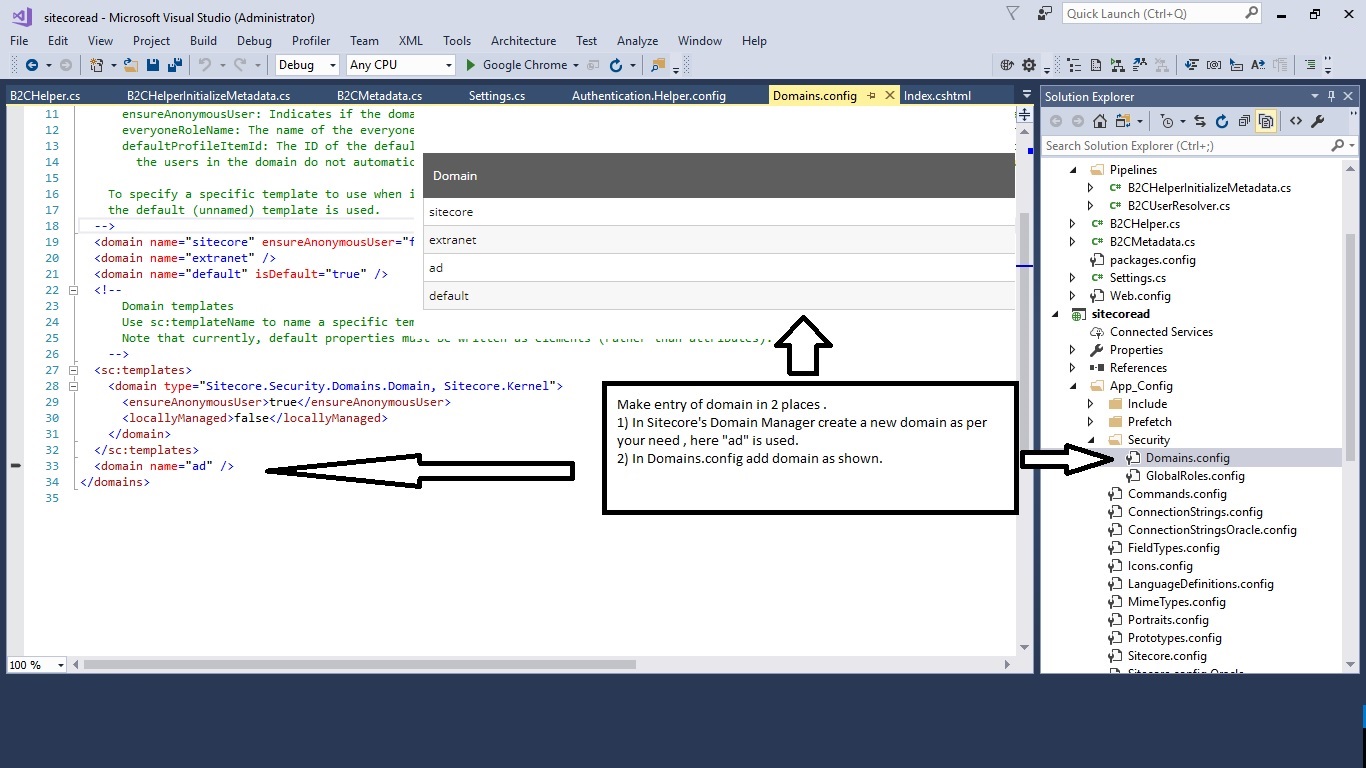 sitecoread - Microsoft Visual Studio (Administrator)
Quick Launch (Ctrl+Q)
File Edit View Project Build Debug Profiler Team XML Tools Architecture Test Analyze Window Help
Debug Any CPU Google Chrome
B2CHelper.cs B2CHelperInitializeMetadata.cs B2CMetadata.cs Settings.cs Authentication.Helper.config Domains.config Index.cshtml
11 ensureAnonymousUser: Indicates if the doma
12 everyoneRoleName: The name of the everyone
13 defaultProfileItemId: The ID of the defaul
14 the users in the domain do not automatic
15
16 To specify a specific template to use when i
17 the default (unnamed) template is used.
18 -->
19 <domain name="sitecore" ensureAnonymousUser="f
20 <domain name="extranet" />
21 <domain name="default" isDefault="true" />
22 <!--
23 Domain templates
24 Use sc:templateName to name a specific tem
25 Note that currently, default properties must be written as elements (rather than attributes).
26 -->
27 <sc:templates>
28 <domain type="Sitecore.Security.Domains.Domain, Sitecore.Kernel">
29 <ensureAnonymousUser>true</ensureAnonymousUser>
30 <locallyManaged>false</locallyManaged>
31 </domain>
32 </sc:templates>
33 <domain name="ad" />
34 </domains>
35
100 %
Domain
sitecore
extranet
ad
default
Make entry of domain in 2 places .
1) In Sitecore's Domain Manager create a new domain as per
your need , here "ad" is used.
2) In Domains.config add domain as shown.
Solution Explorer
Search Solution Explorer (Ctrl+;)
Pipelines
B2CHelperInitializeMetadata.cs
B2CUserResolver.cs
B2CHelper.cs
B2CMetadata.cs
packages.config
Settings.cs
Web.config
sitecoread
Connected Services
Properties
References
App_Config
Include
Prefetch
Security
Domains.config
GlobalRoles.config
Commands.config
ConnectionStrings.config
ConnectionStringsOracle.config
FieldTypes.config
Icons.config
LanguageDefinitions.config
MimeTypes.config
Portraits.config
Prototypes.config
Sitecore.config
Sitecore.config.Oracle